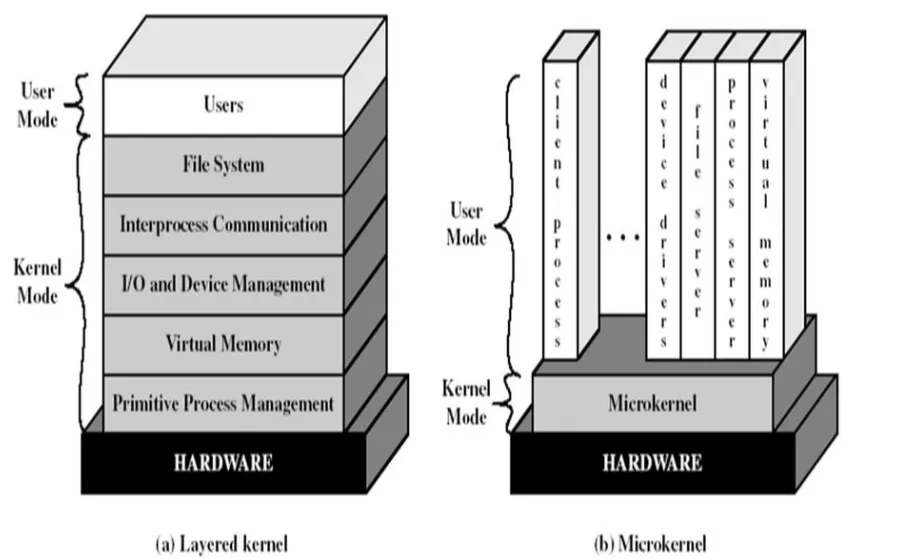 User
Mode
Kernel
Mode
Users
File System
Interprocess Communication
I/O and Device Management
Virtual Memory
Primitive Process Management
HARDWARE
(a) Layered kernel
User
Mode
Kernel
Mode
client process
...
device drivers
file server
process server
virtual memory
Microkernel
HARDWARE
(b) Microkernel